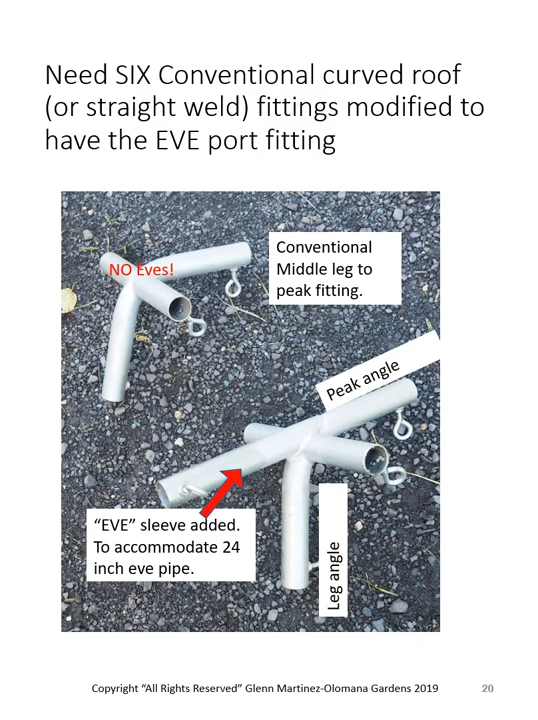 Need SIX Conventional curved roof
(or straight weld) fittings modified to
have the EVE port fitting
NO Eves!
Conventional
Middle leg to
peak fitting.
Peak angle
“EVE” sleeve added.
To accommodate 24
inch eve pipe.
Leg angle
Copyright “All Rights Reserved” Glenn Martinez-Olomana Gardens 2019
20